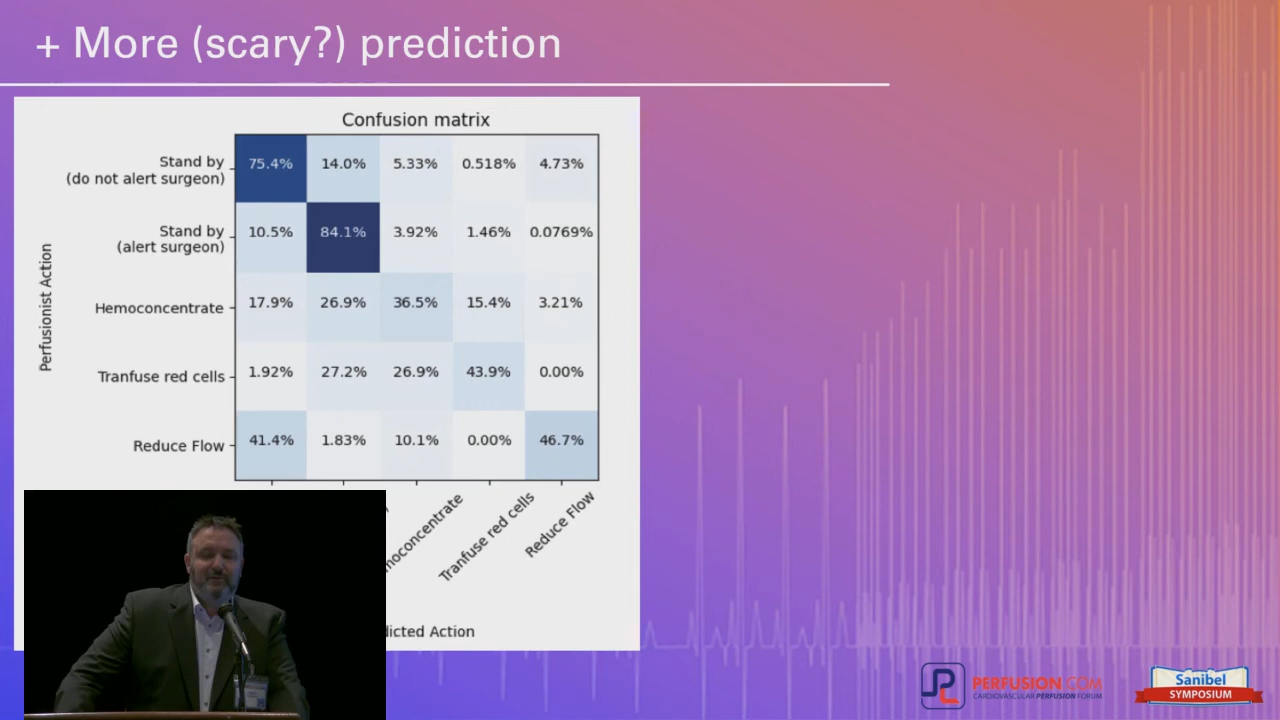 + More (scary?) prediction
Confusion matrix
Stand by
(do not alert surgeon)
75.4% 14.0% 5.33% 0.518% 4.73%
Stand by
(alert surgeon)
10.5% 84.1% 3.92% 1.46% 0.0769%
Hemoconcentrate
17.9% 26.9% 36.5% 15.4% 3.21%
Tranfuse red cells
1.92% 27.2% 26.9% 43.9% 0.00%
Reduce Flow
41.4% 1.83% 10.1% 0.00% 46.7%
Perfusionist Action
moconcentrate
Tranfuse red cells
Reduce Flow
dicted Action
PERFUSION.COM
CARDIOVASCULAR PERFUSION FORUM
Sanibel
SYMPOSIUM